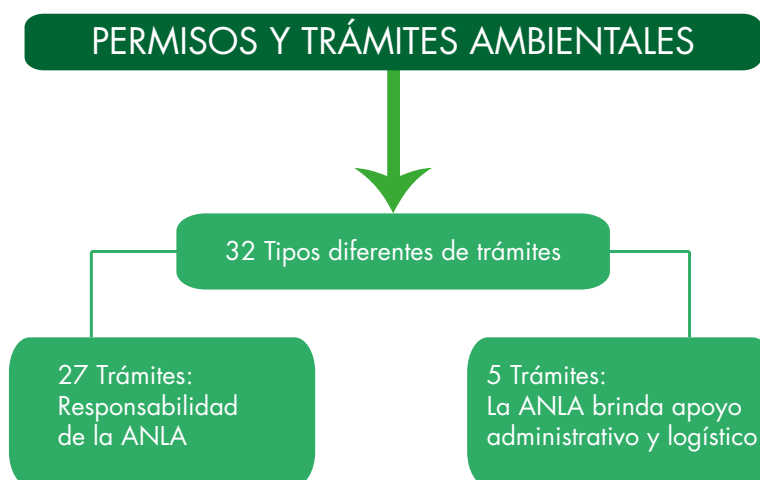 PERMISOS Y TRÁMITES AMBIENTALES
32 Tipos diferentes de trámites
27 Trámites:
Responsabilidad
de la ANLA
5 Trámites:
La ANLA brinda apoyo
administrativo y logístico